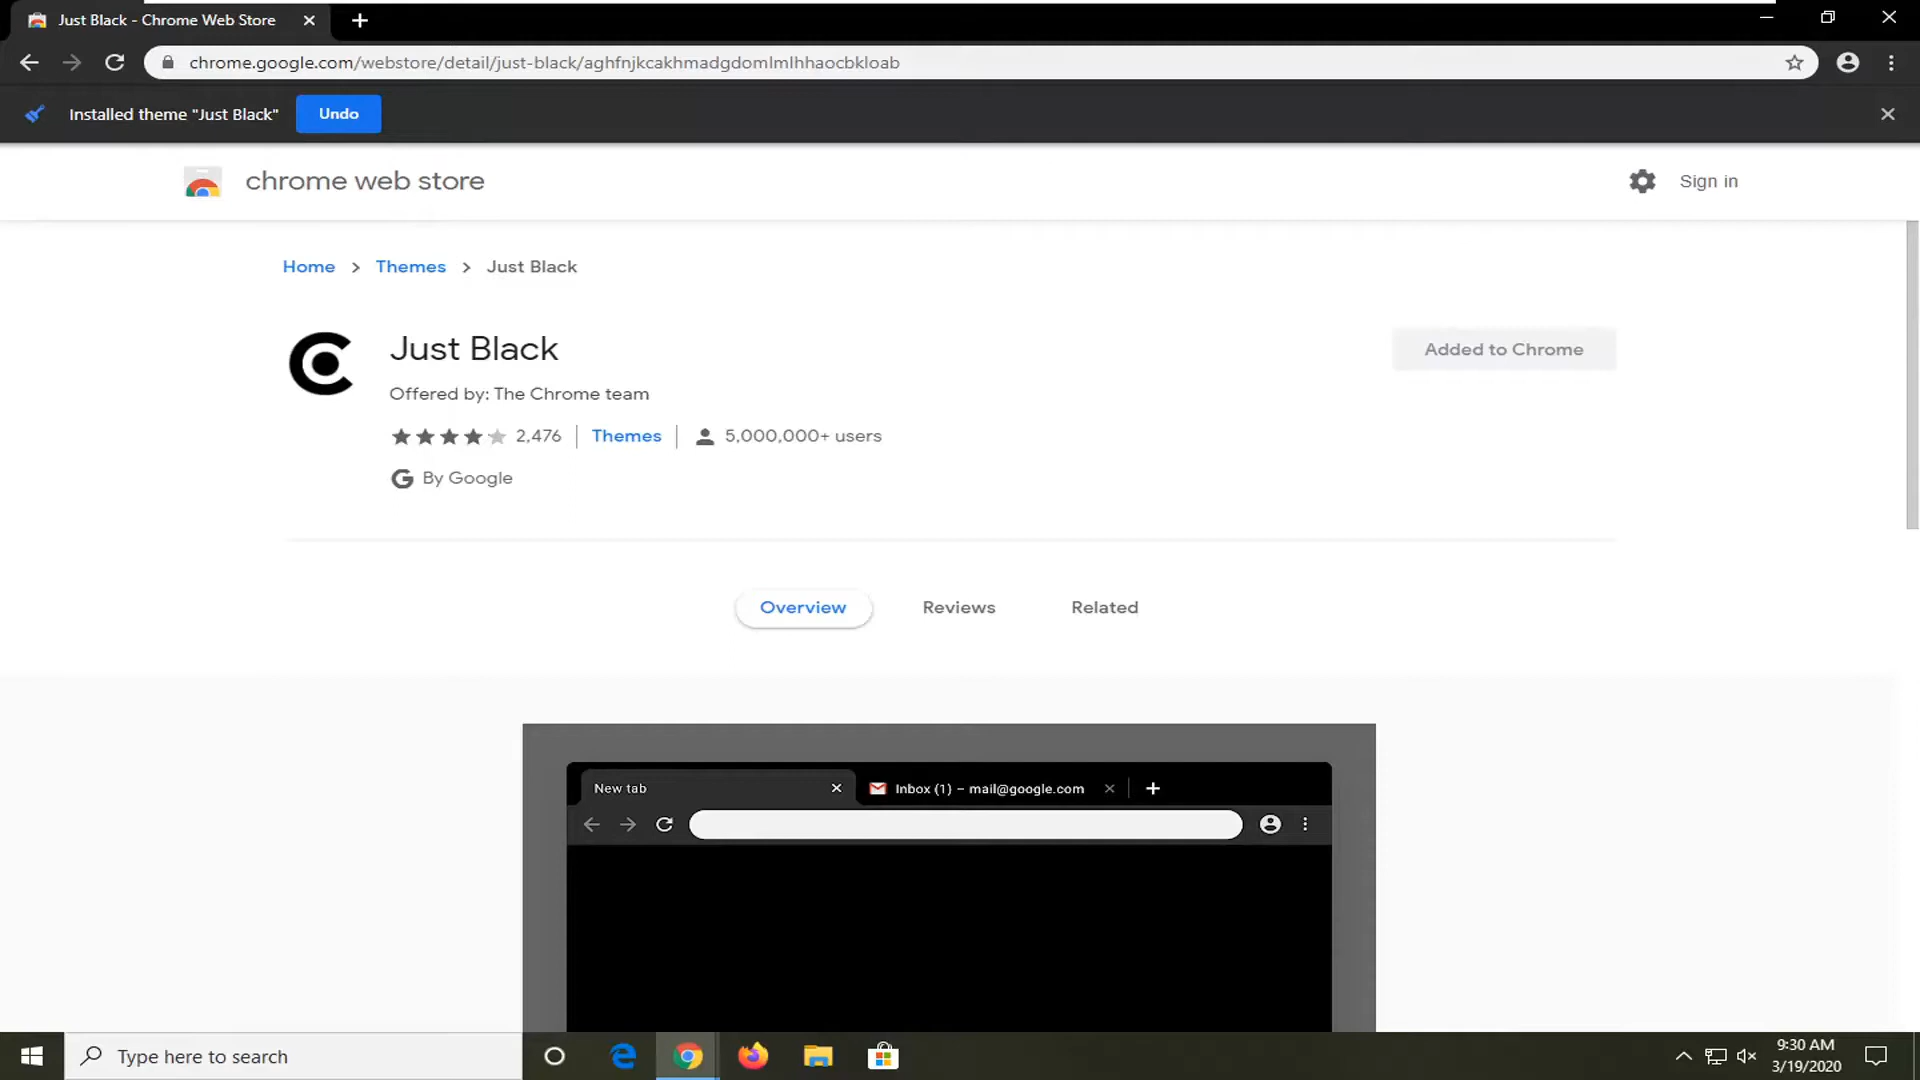 Just Black - Chrome Web Store
chrome.google.com/webstore/detail/just-black/aghfnjkcakhmadgdomlmlhhaocbkloab
Installed theme "Just Black"
Undo
chrome web store
Sign in
Home > Themes > Just Black
Just Black
Added to Chrome
Offered by: The Chrome team
2,476 | Themes | 5,000,000+ users
G By Google
Overview
Reviews
Related
New tab
Inbox (1) – mail@google.com
Type here to search
9:30 AM
3/19/2020